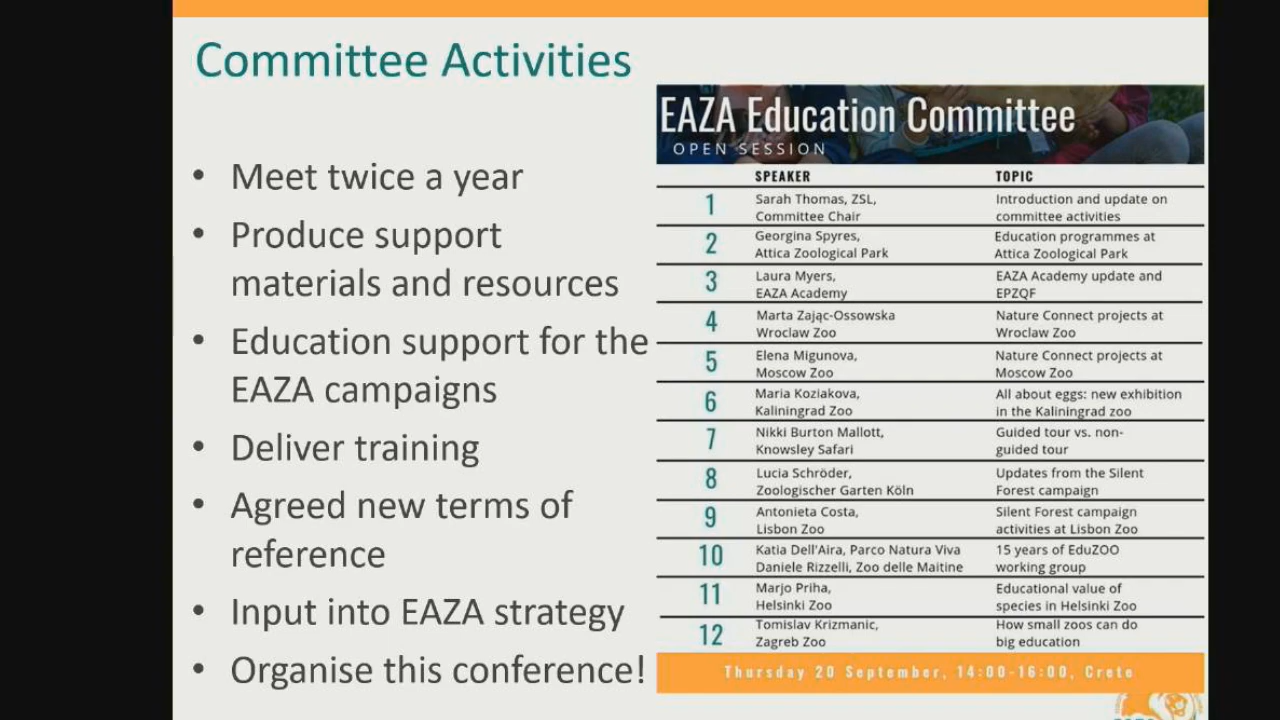 Committee Activities
• Meet twice a year
• Produce support
materials and resources
• Education support for the
EAZA campaigns
• Deliver training
• Agreed new terms of
reference
• Input into EAZA strategy
• Organise this conference!
EAZA Education Committee
OPEN SESSION
SPEAKER TOPIC
1 Sarah Thomas, ZSL, Introduction and update on
Committee Chair committee activities
2 Georgina Spyres, Education programmes at
Attica Zoological Park Attica Zoological Park
3 Laura Myers, EAZA Academy update and
EAZA Academy EPZQF
4 Marta Zając-Ossowska Nature Connect projects at
Wroclaw Zoo Wroclaw Zoo
5 Elena Migunova, Nature Connect projects at
Moscow Zoo Moscow Zoo
6 Maria Koziakova, All about eggs: new exhibition
Kaliningrad Zoo in the Kaliningrad zoo
7 Nikki Burton Mallott, Guided tour vs. non-
Knowsley Safari guided tour
8 Lucia Schröder, Updates from the Silent
Zoologischer Garten Köln Forest campaign
9 Antonieta Costa, Silent Forest campaign
Lisbon Zoo activities at Lisbon Zoo
10 Katia Dell'Aira, Parco Natura Viva 15 years of EduZOO
Daniele Rizzelli, Zoo delle Maitine working group
11 Marjo Priha, Educational value of
Helsinki Zoo species in Helsinki Zoo
12 Tomislav Krizmanic, How small zoos can do
Zagreb Zoo big education
Thursday 20 September, 14:00-16:00, Crete